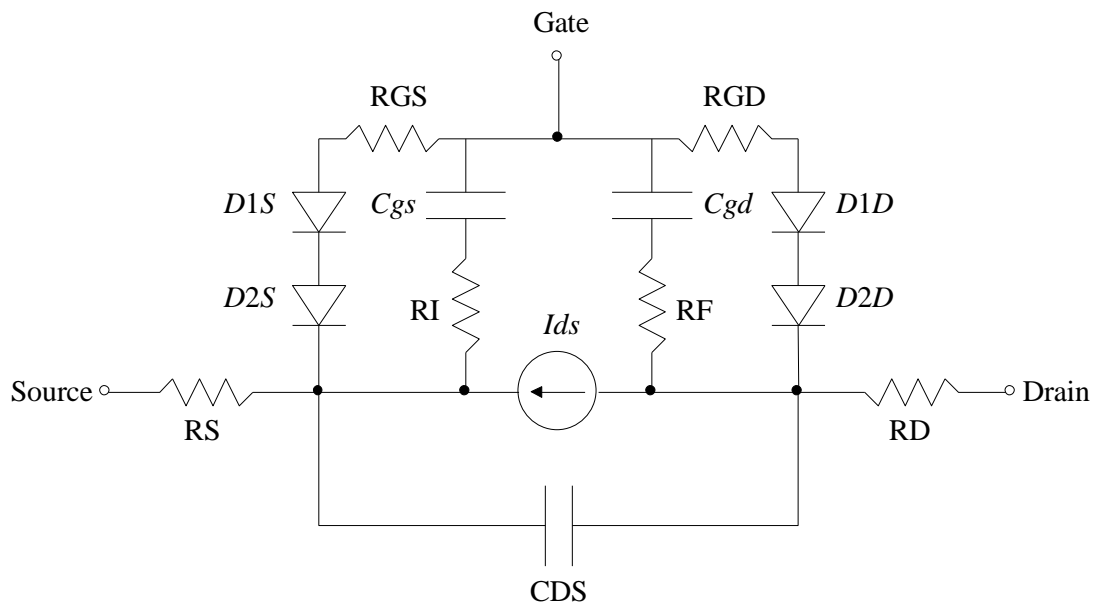 Gate
RGS
RGD
D1S
Cgs
Cgd
D1D
D2S
RI
Ids
RF
D2D
Source
RS
RD
Drain
CDS